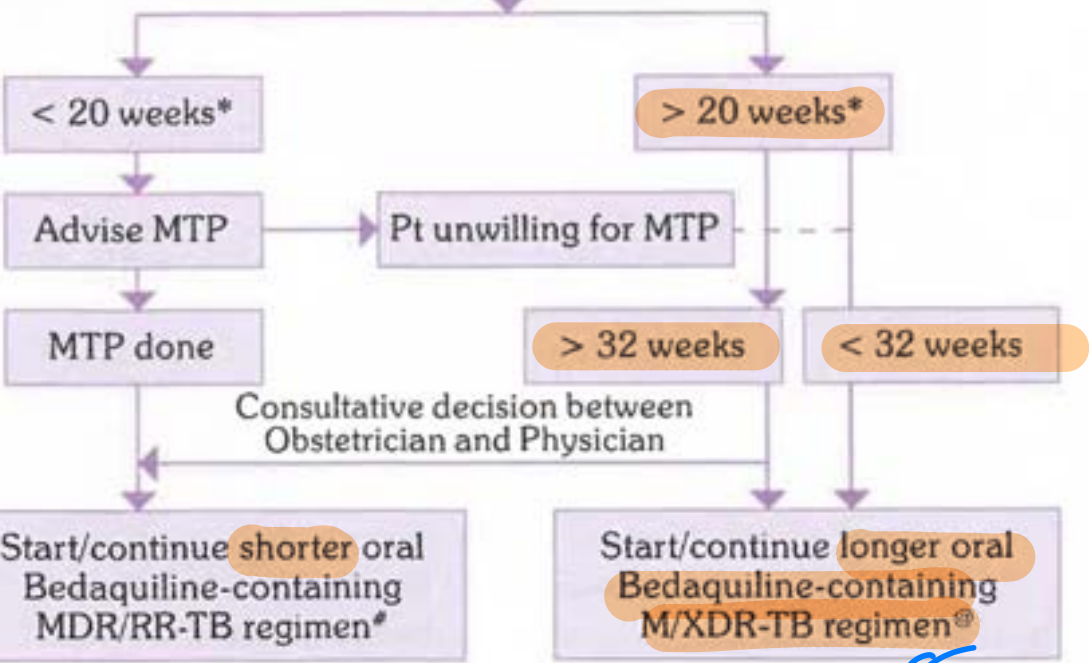 < 20 weeks*
> 20 weeks*
Advise MTP
Pt unwilling for MTP
MTP done
> 32 weeks
< 32 weeks
Consultative decision between
Obstetrician and Physician
Start/continue shorter oral
Bedaquiline-containing
MDR/RR-TB regimen#
Start/continue longer oral
Bedaquiline-containing
M/XDR-TB regimen@